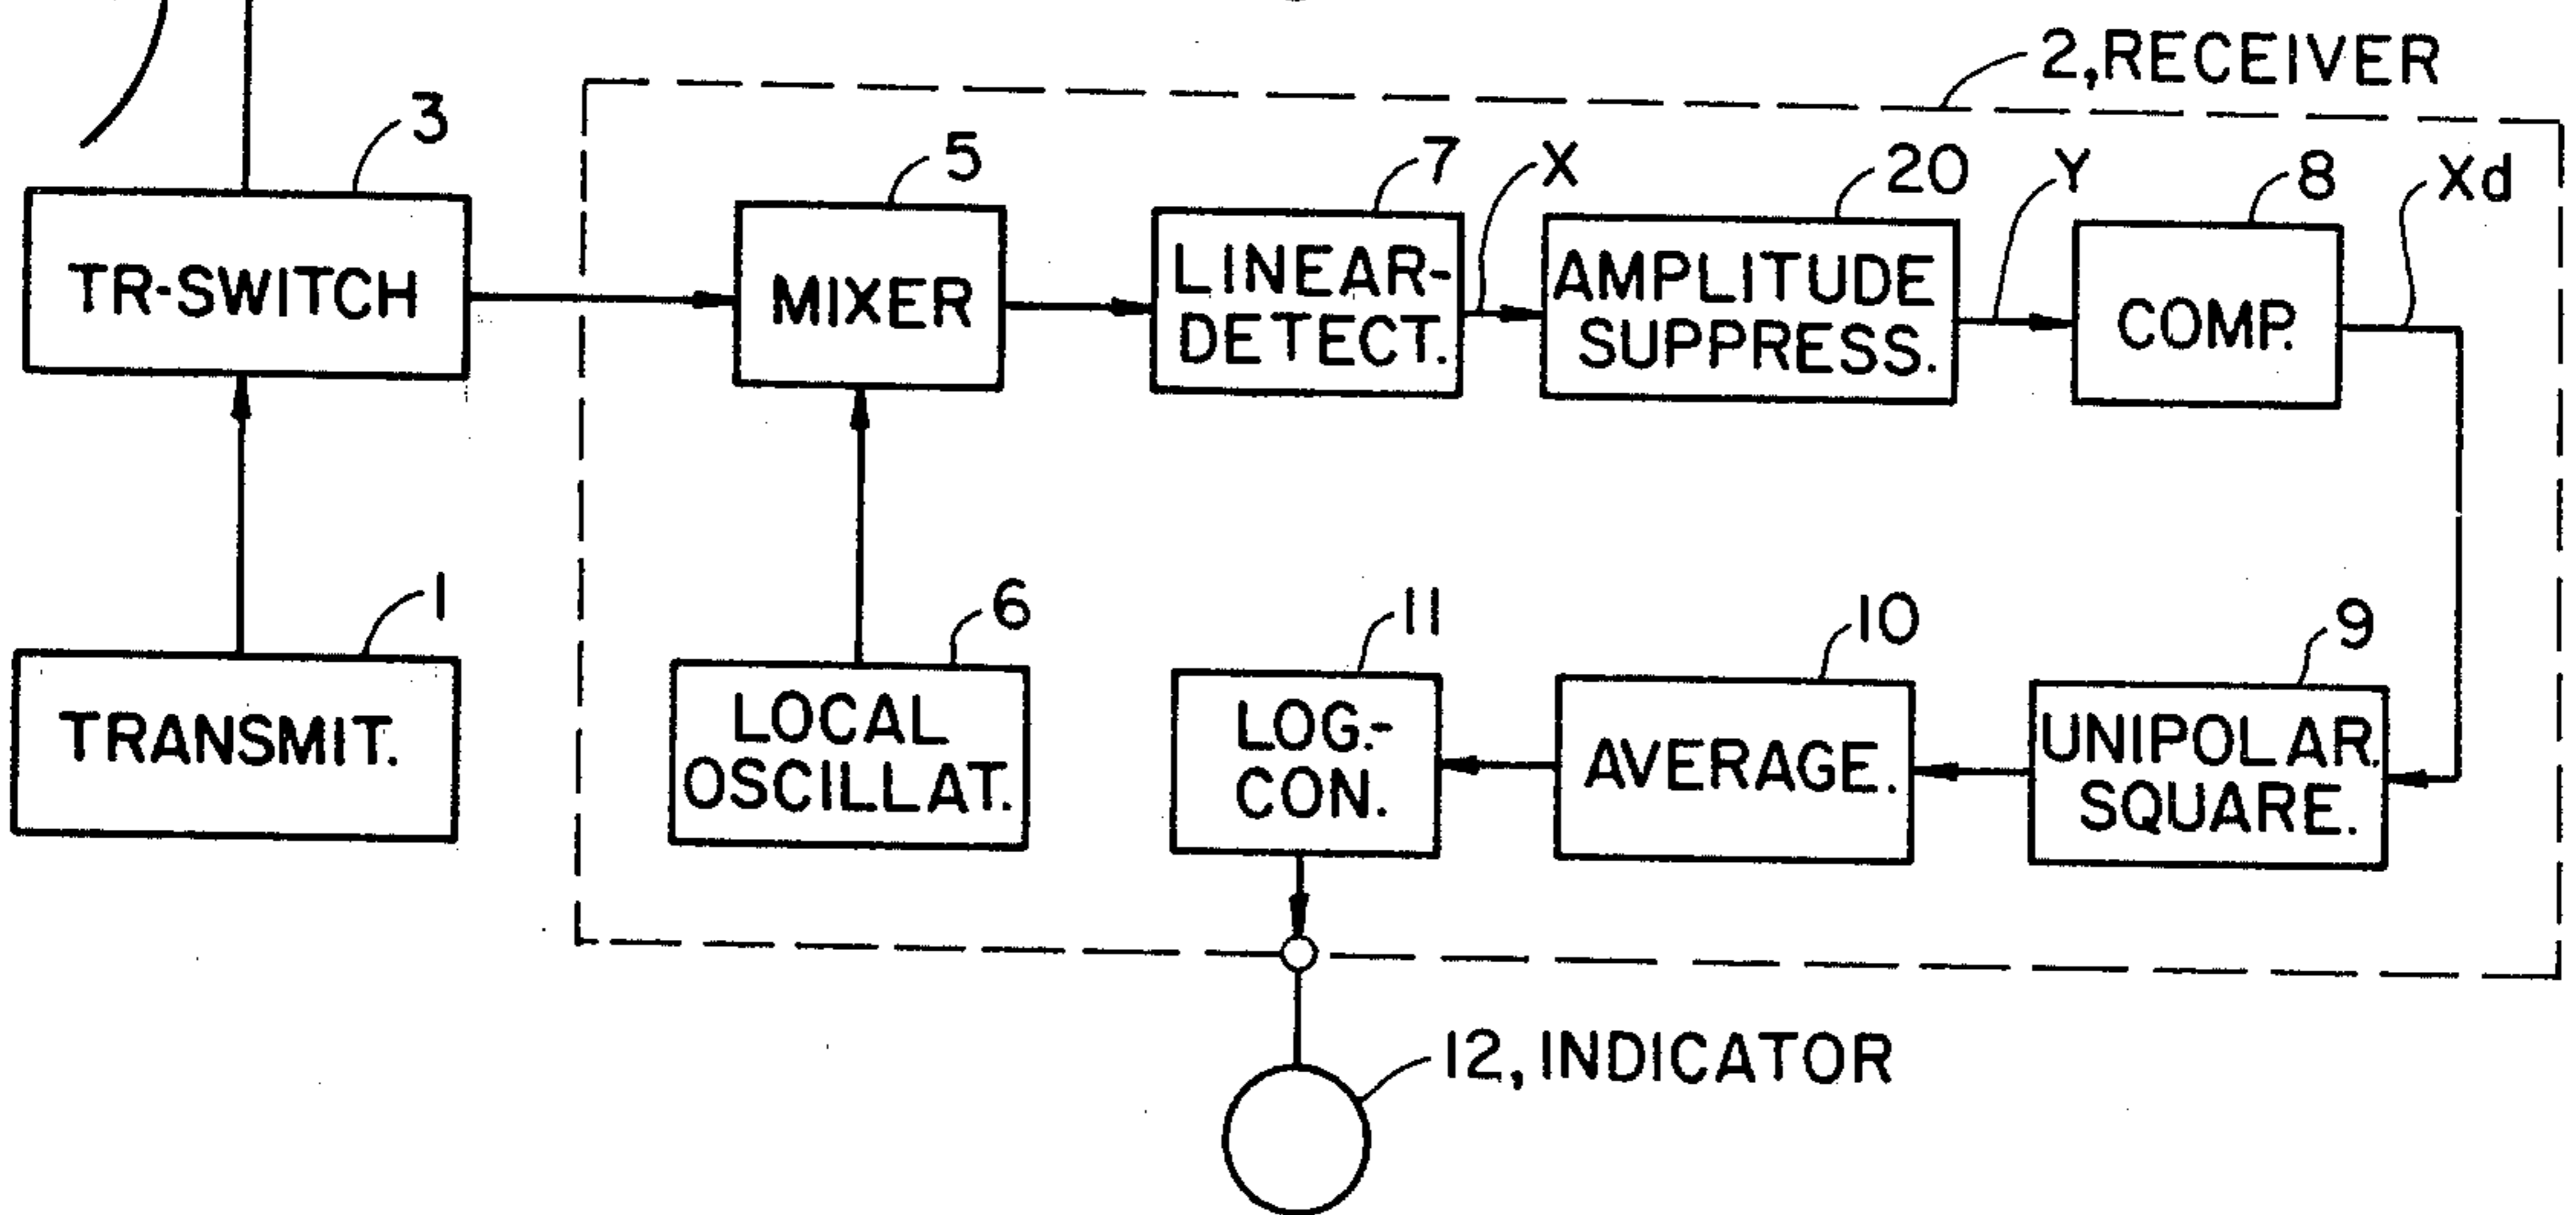 2, RECEIVER
3
5
7
X
20
Y
8
Xd
TR-SWITCH
MIXER
LINEAR-
DETECT.
AMPLITUDE
SUPPRESS.
COMP.
1
6
11
10
9
TRANSMIT.
LOCAL
OSCILLAT.
LOG.-
CON.
AVERAGE.
UNIPOLAR.
SQUARE.
12, INDICATOR